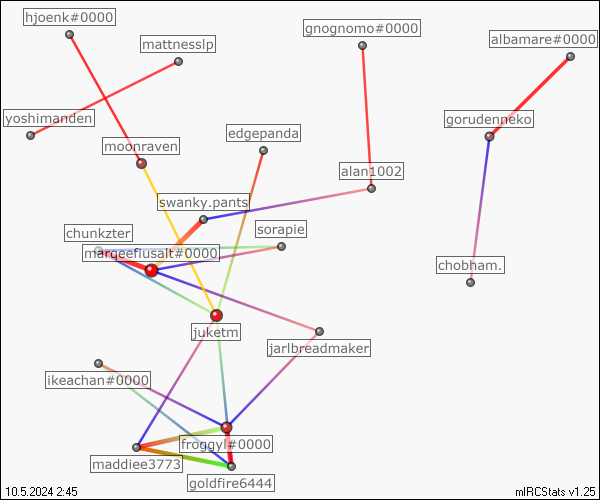 hjoenk#0000
mattnesslp
gnognomo#0000
albamare#0000
yoshimanden
moonraven
edgepanda
gorudenneko
alan1002
swanky.pants
chunkzter
sorapie
margeeflusalt#0000
chobham.
juketm
jarlbreadmaker
ikeachan#0000
froggyl#0000
maddiee3773
goldfire6444
10.5.2024 2:45
mIRCStats v1.25